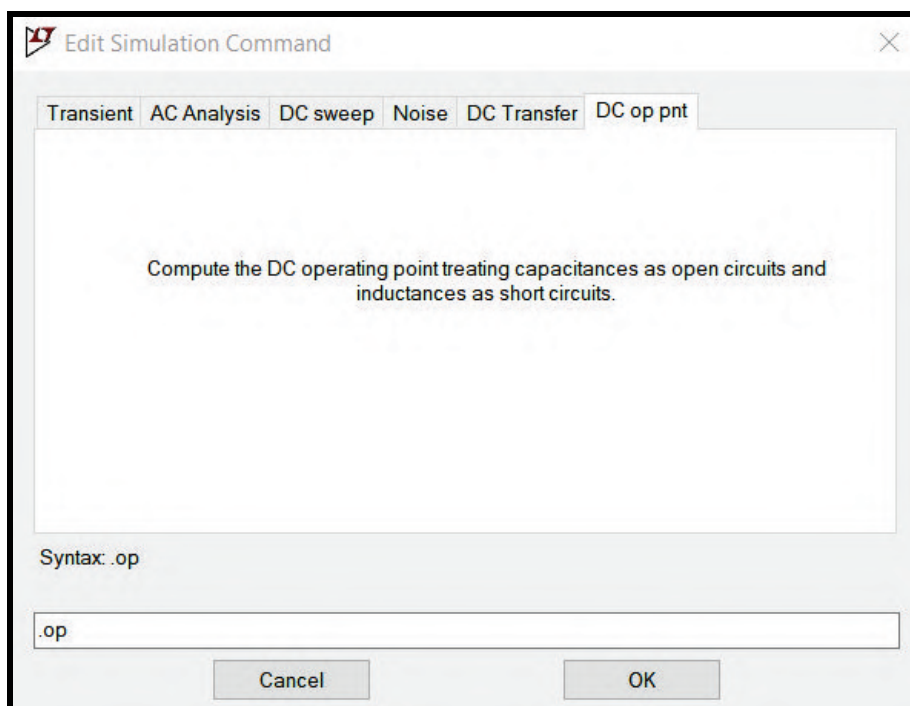 Edit Simulation Command
Transient AC Analysis DC sweep Noise DC Transfer DC op pnt
Compute the DC operating point treating capacitances as open circuits and
inductances as short circuits.
Syntax: .op
.op
Cancel OK